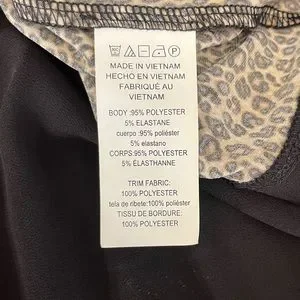 MADE IN VIETNAM
HECHO EN VIETNAM
FABRIQUÉ AU
VIETNAM
BODY :95% POLYESTER
5% ELASTANE
cuerpo :95% poliéster
5% elastano
CORPS:95% POLYESTER
5% ÉLASTHANNE
TRIM FABRIC:
100% POLYESTER
tela de ribete:100% poliéster
TISSU DE BORDURE:
100% POLYESTER